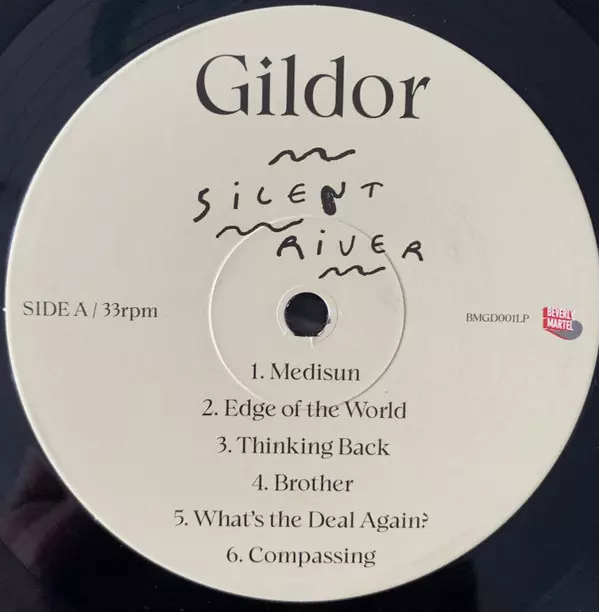 Gildor
SiLENT
RiVER
SIDE A / 33rpm
BMGD001LP
BEVERLY
MARTEL
1. Medisun
2. Edge of the World
3. Thinking Back
4. Brother
5. What's the Deal Again?
6. Compassing